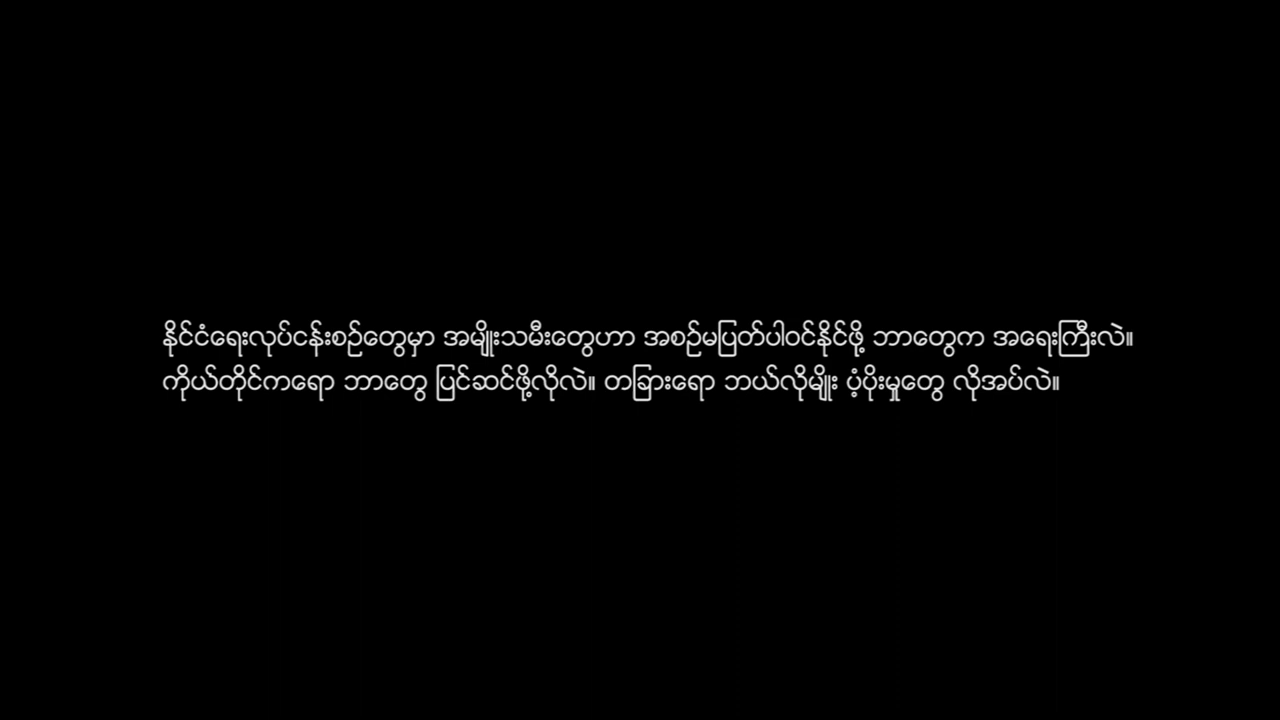 နိုင်ငံရေးလုပ်ငန်းစဉ်တွေမှာ အမျိုးသမီးတွေဟာ အစဉ်မပြတ်ပါဝင်နိုင်ဖို့ ဘာတွေက အရေးကြီးလဲ။
ကိုယ်တိုင်ကရော ဘာတွေ ပြင်ဆင်ဖို့လိုလဲ။ တခြားရော ဘယ်လိုမျိုး ပံ့ပိုးမှုတွေ လိုအပ်လဲ။